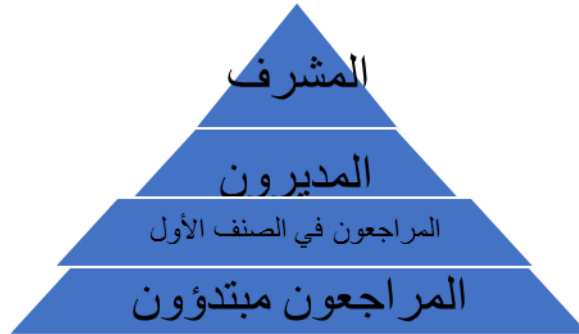 المشرف
المديرون
المراجعون في الصنف الأول
المراجعون مبتدؤون